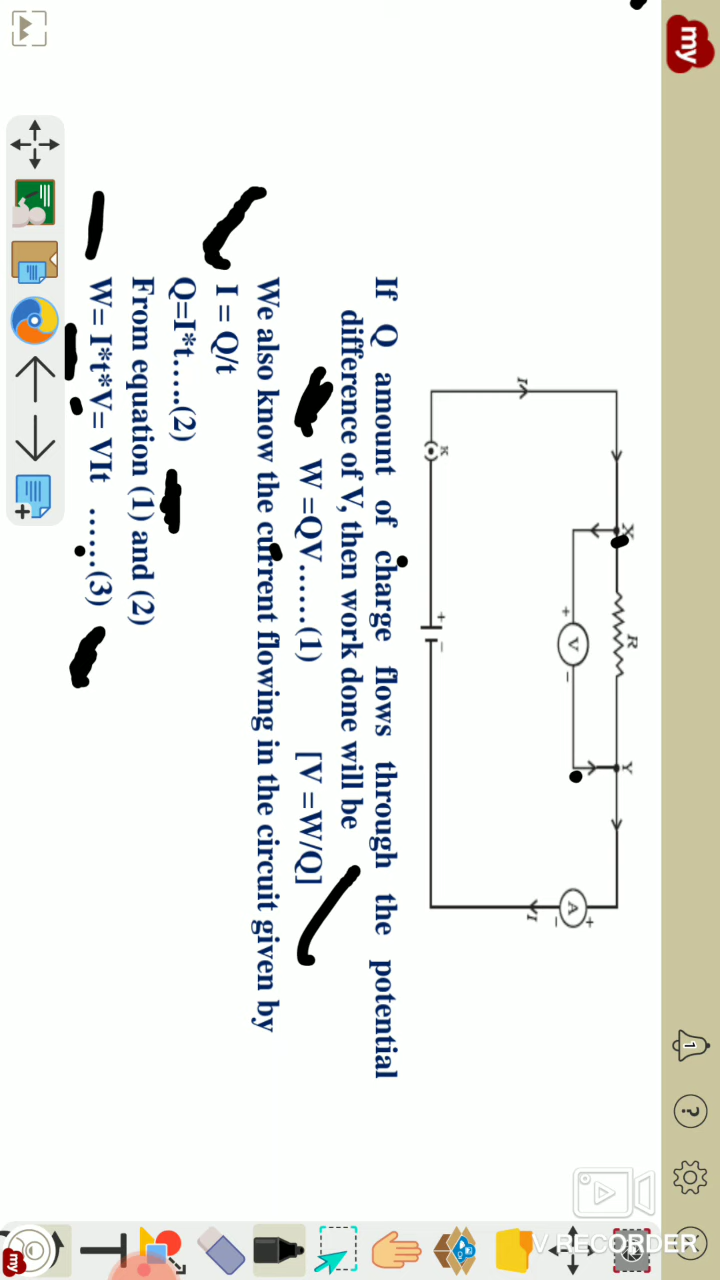 my
1
?
I
X
R
Y
+
V
−
+
A
−
I
K
+
−
If Q amount of charge flows through the potential
difference of V, then work done will be
W =QV......(1) [V =W/Q]
We also know the current flowing in the circuit given by
I = Q/t
Q=I*t.....(2)
From equation (1) and (2)
W= I*t*V= VIt ......(3)
V RECORDER
my